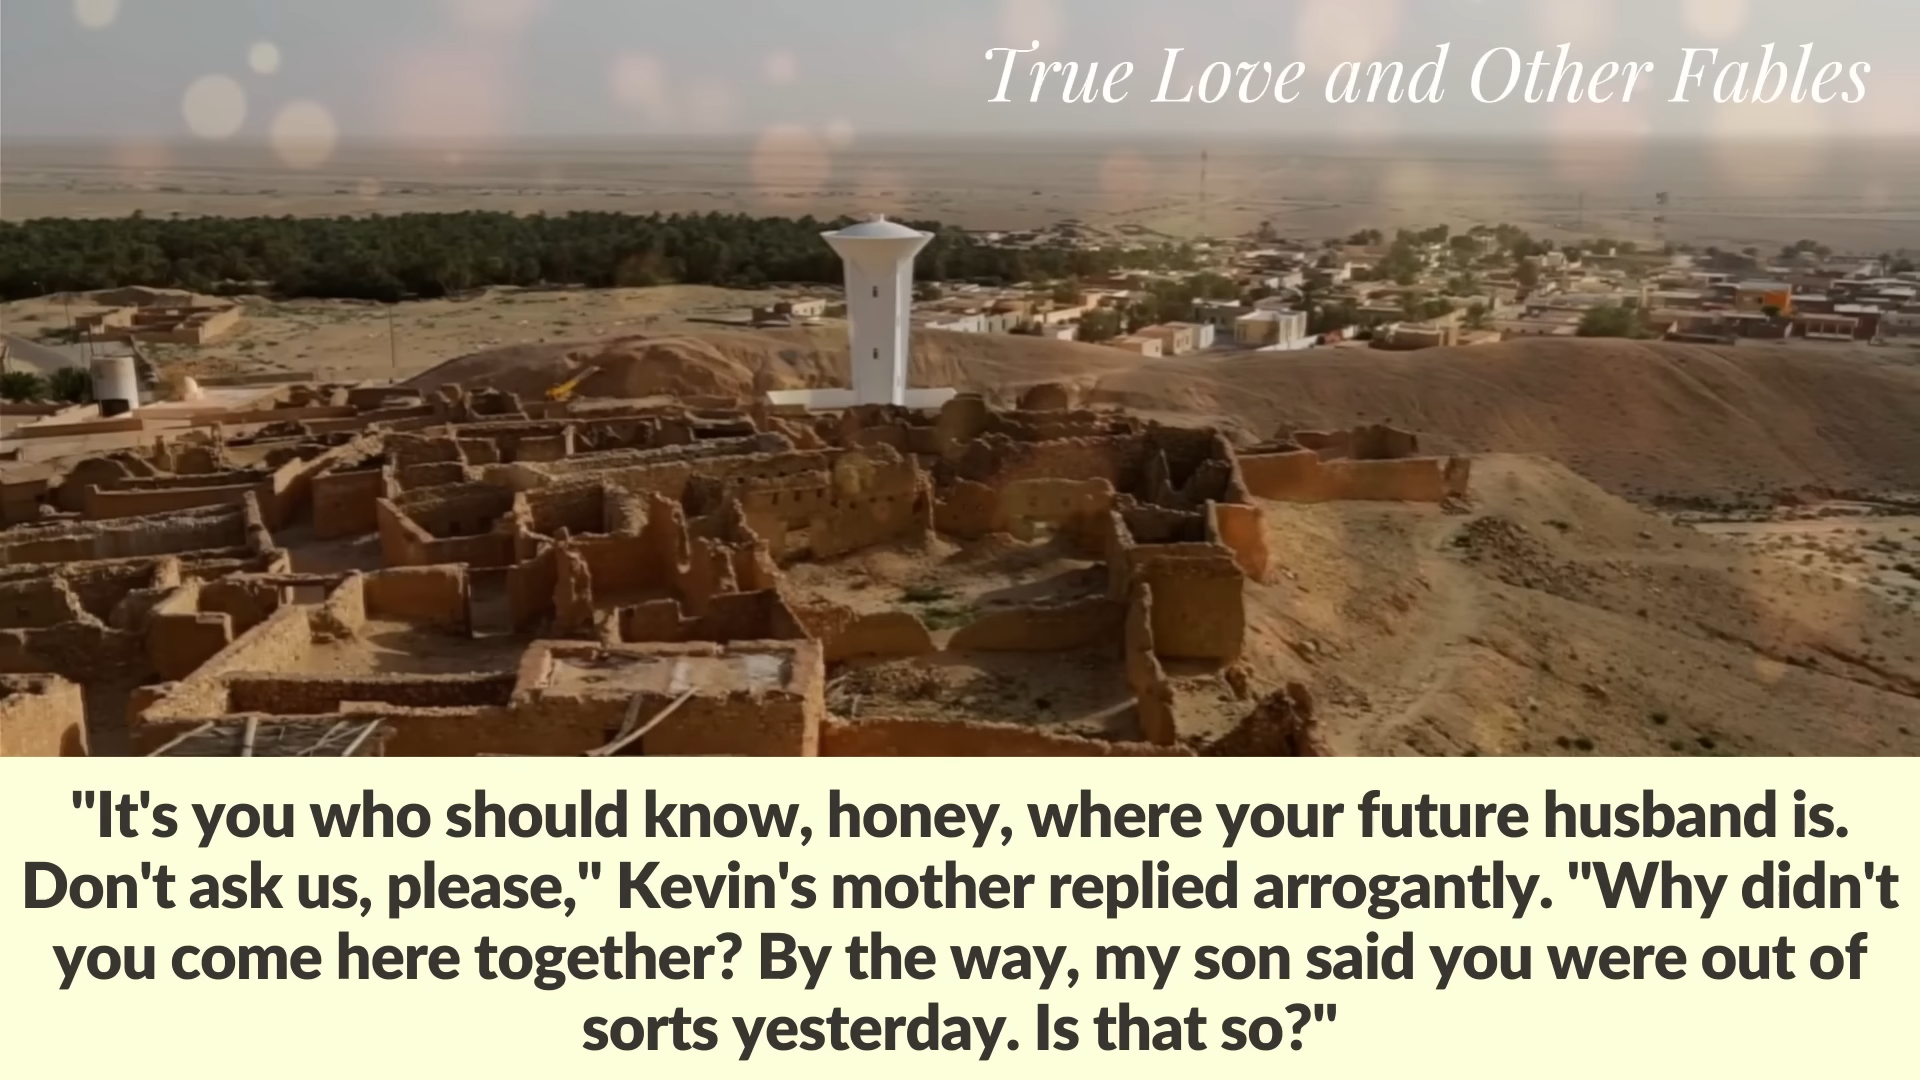 True Love and Other Fables
"It's you who should know, honey, where your future husband is.
Don't ask us, please," Kevin's mother replied arrogantly. "Why didn't
you come here together? By the way, my son said you were out of
sorts yesterday. Is that so?"